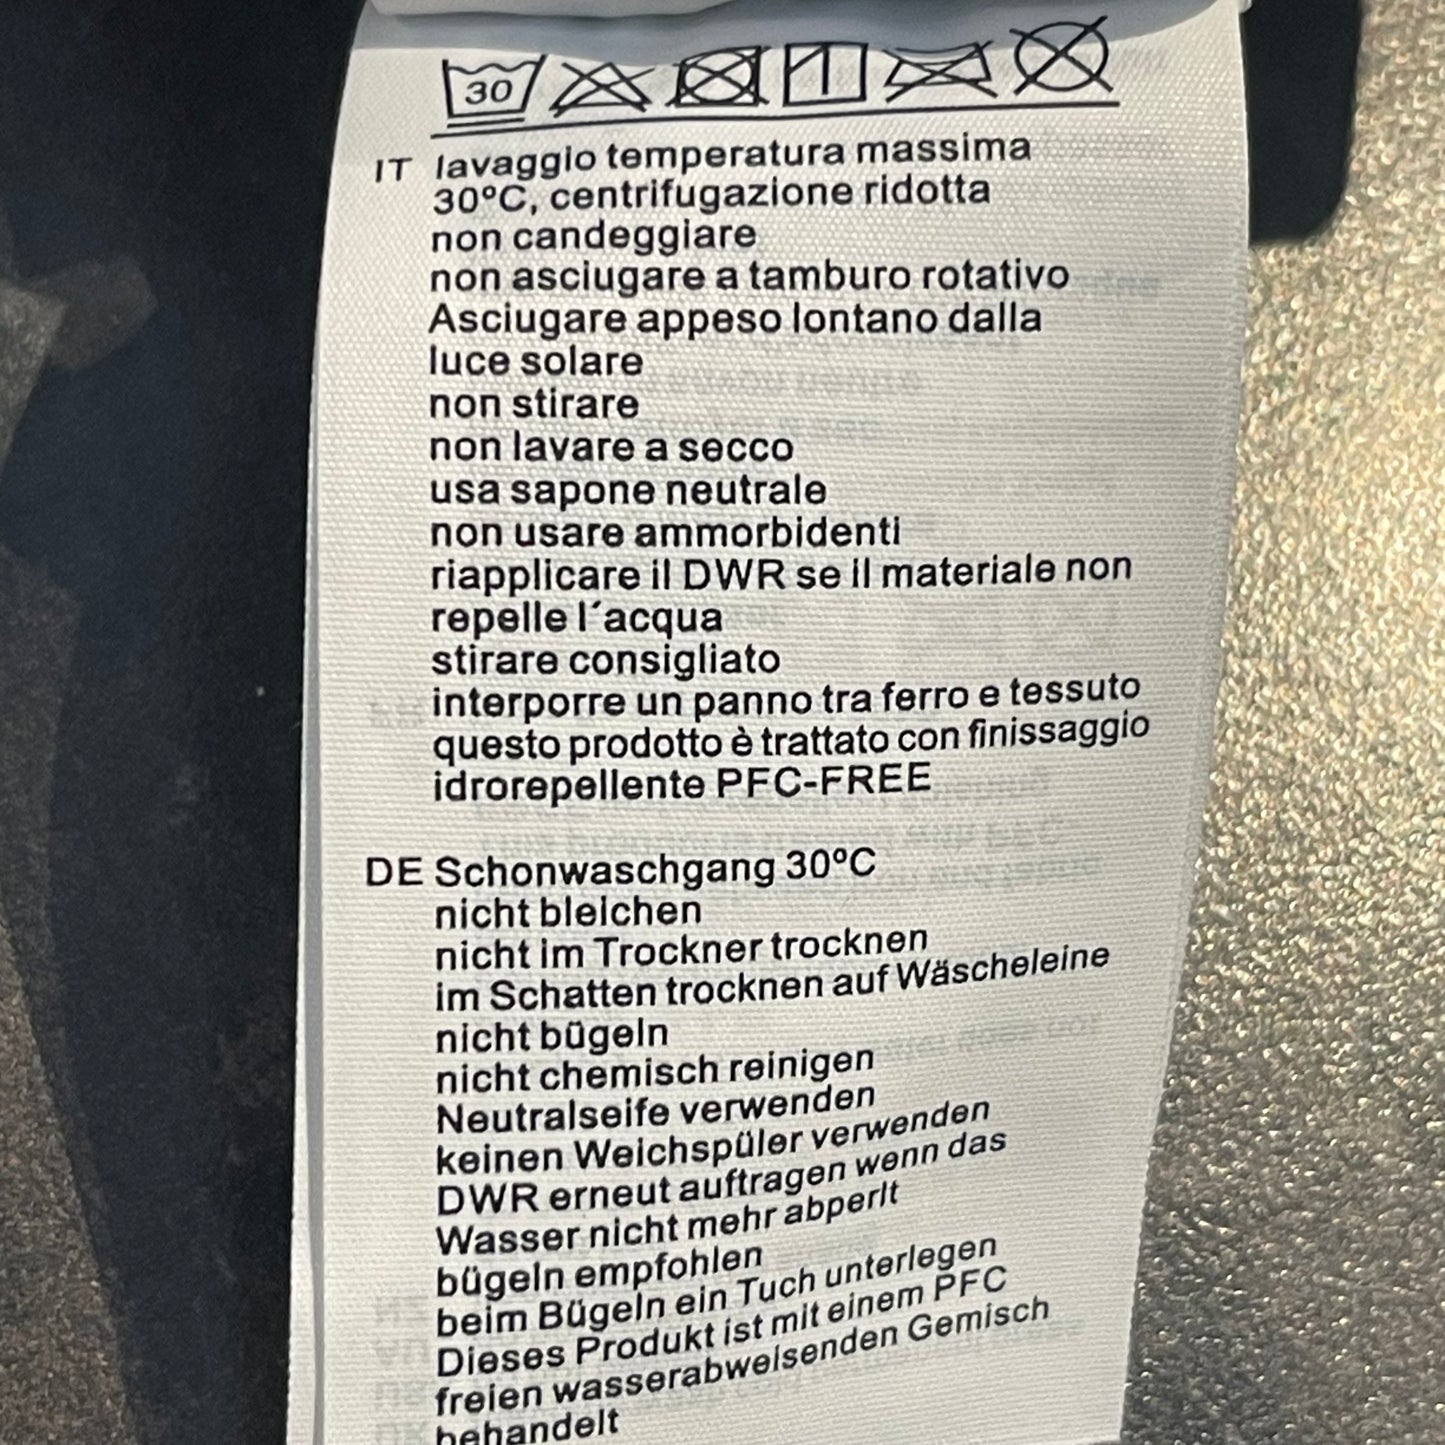 30
IT lavaggio temperatura massima
30ºC, centrifugazione ridotta
non candeggiare
non asciugare a tamburo rotativo
Asciugare appeso lontano dalla
luce solare
non stirare
non lavare a secco
usa sapone neutrale
non usare ammorbidenti
riapplicare il DWR se il materiale non
repelle l´acqua
stirare consigliato
interporre un panno tra ferro e tessuto
questo prodotto è trattato con finissaggio
idrorepellente PFC-FREE
DE Schonwaschgang 30ºC
nicht bleichen
nicht im Trockner trocknen
im Schatten trocknen auf Wäscheleine
nicht bügeln
nicht chemisch reinigen
Neutralseife verwenden
keinen Weichspüler verwenden
DWR erneut auftragen wenn das
Wasser nicht mehr abperlt
bügeln empfohlen
beim Bügeln ein Tuch unterlegen
Dieses Produkt ist mit einem PFC
freien wasserabweisenden Gemisch
behandelt